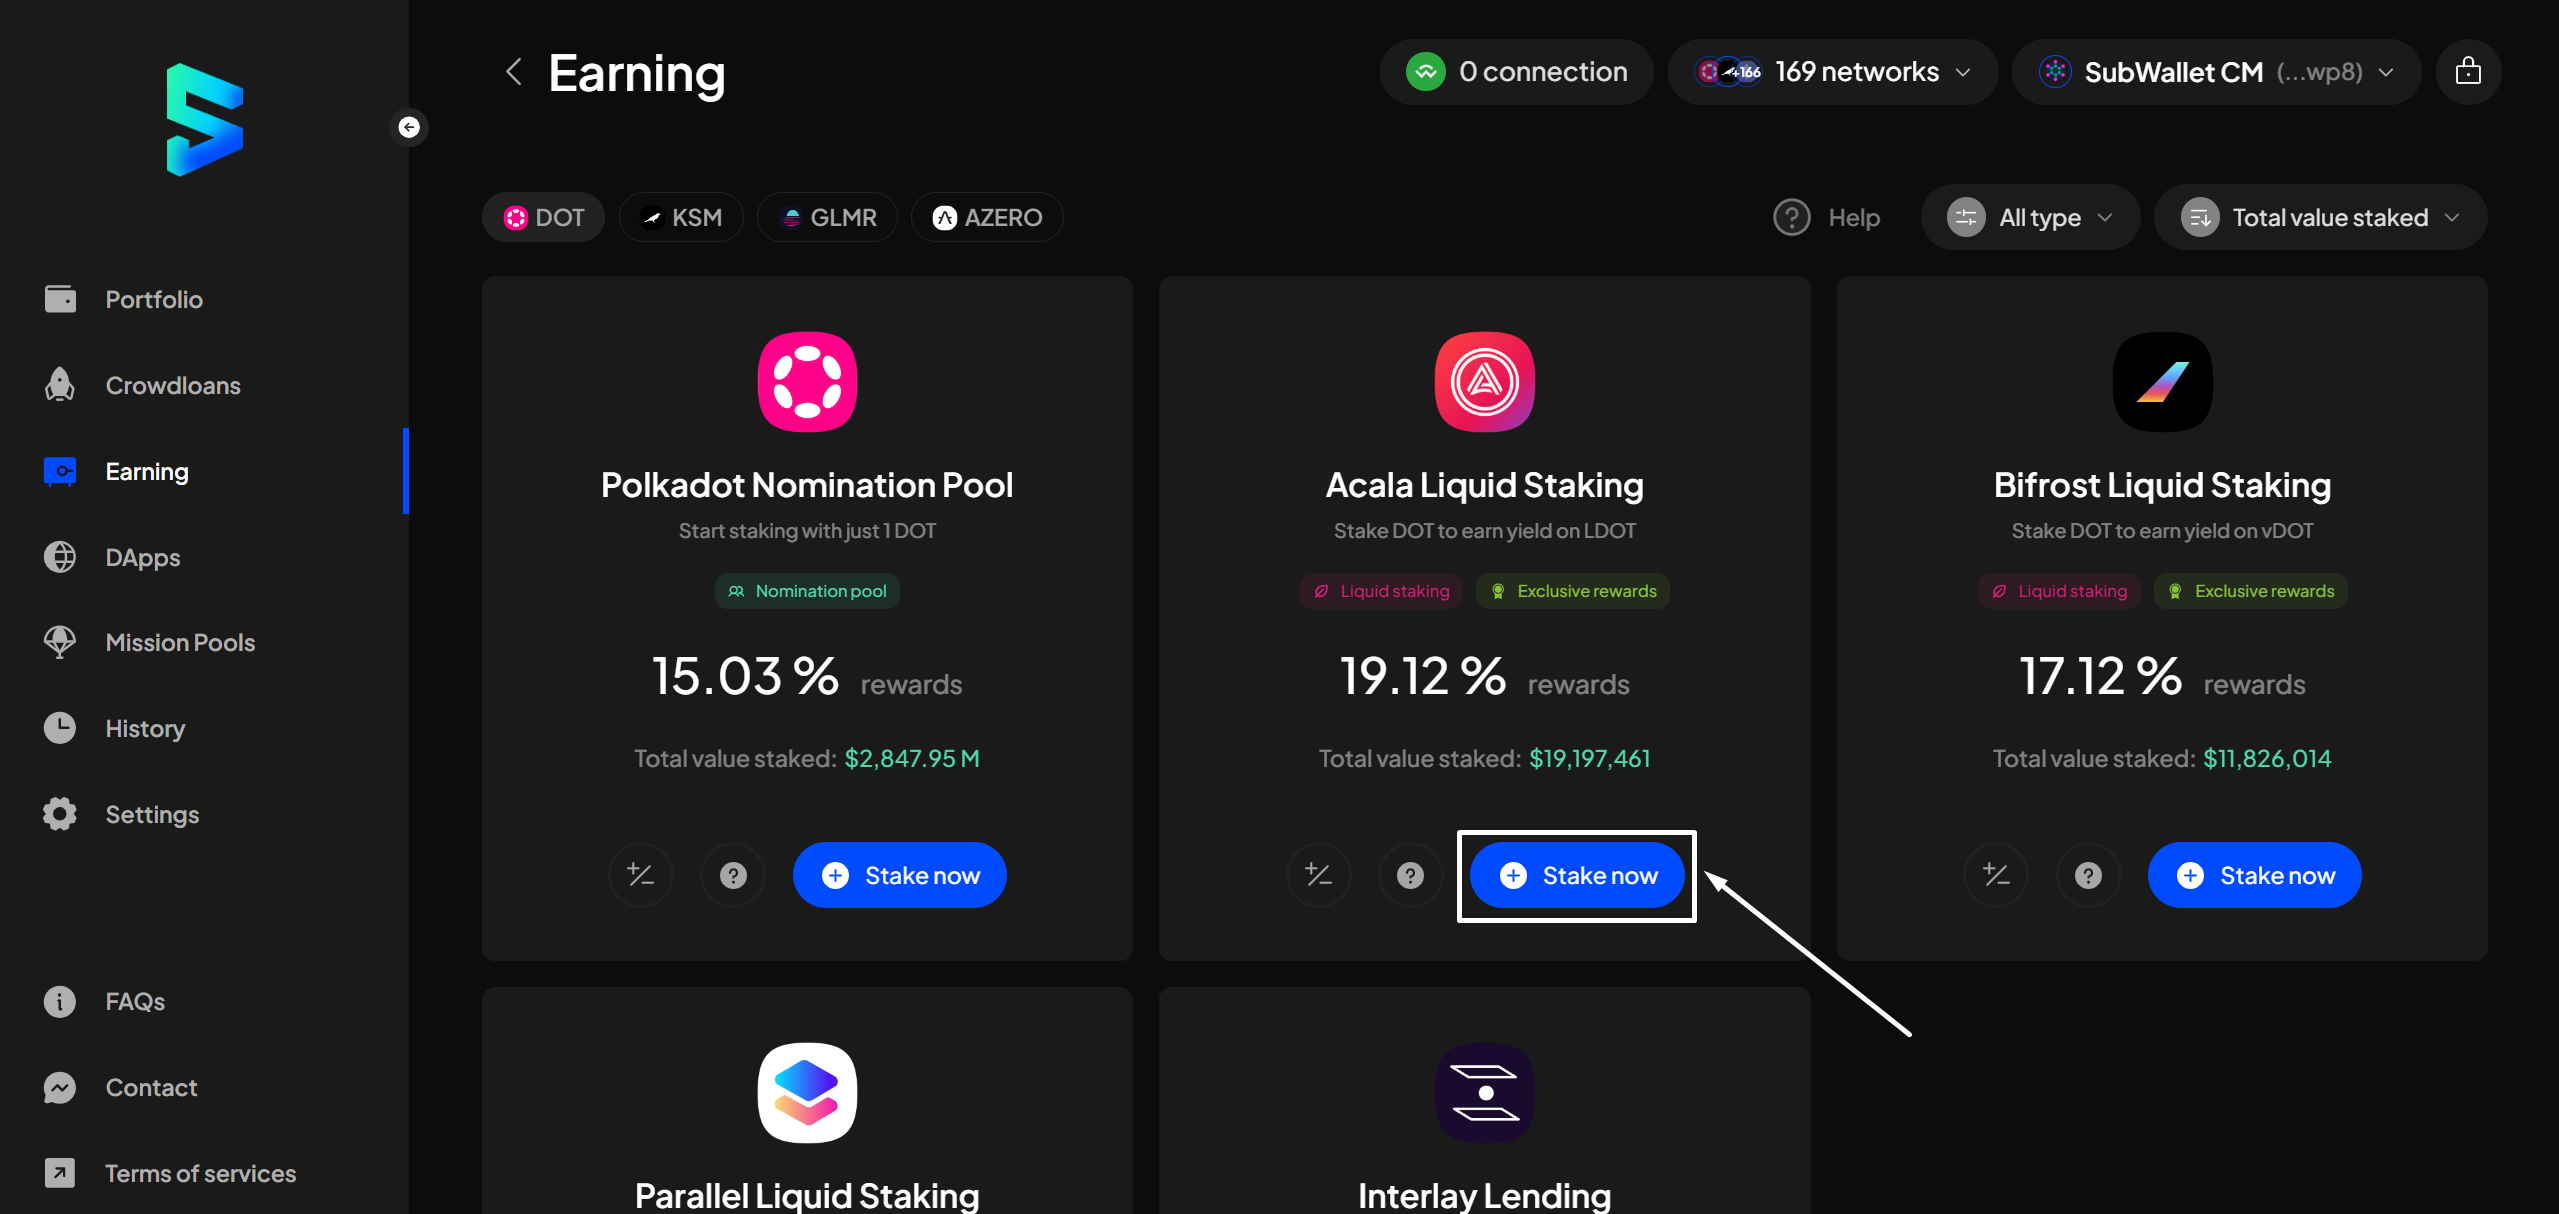 Earning
0 connection
+166 169 networks
SubWallet CM (...wp8)
DOT KSM GLMR AZERO
Help
All type
Total value staked
Portfolio
Crowdloans
Earning
DApps
Mission Pools
History
Settings
FAQs
Contact
Terms of services
Polkadot Nomination Pool
Start staking with just 1 DOT
Nomination pool
15.03 % rewards
Total value staked: $2,847.95 M
Stake now
Acala Liquid Staking
Stake DOT to earn yield on LDOT
Liquid staking Exclusive rewards
19.12 % rewards
Total value staked: $19,197,461
Stake now
Bifrost Liquid Staking
Stake DOT to earn yield on vDOT
Liquid staking Exclusive rewards
17.12 % rewards
Total value staked: $11,826,014
Stake now
Parallel Liquid Staking
Interlay Lending